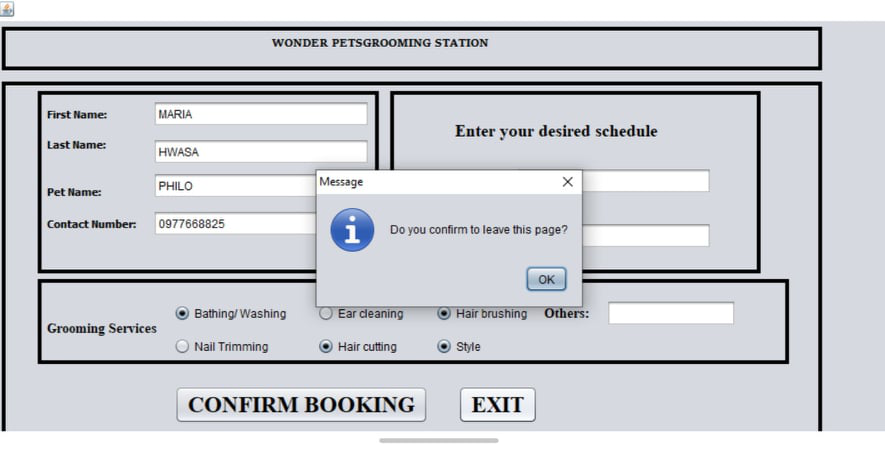 WONDER PETSGROOMING STATION
First Name:
MARIA
Last Name:
HWASA
Pet Name:
PHILO
Contact Number:
0977668825
Enter your desired schedule
Message
Do you confirm to leave this page?
OK
Grooming Services
Bathing/ Washing
Ear cleaning
Hair brushing
Others:
Nail Trimming
Hair cutting
Style
CONFIRM BOOKING
EXIT